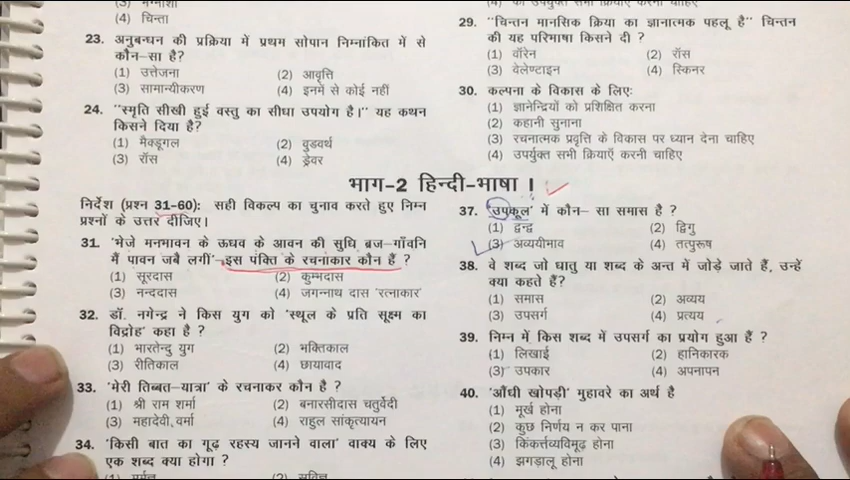 (4) चिन्ता
23. अनुबन्धन की प्रक्रिया में प्रथम सोपान निम्नांकित में से
कौन-सा है?
(1) उत्तेजना (2) आवृत्ति
(3) सामान्यीकरण (4) इनमें से कोई नहीं
24. "स्मृति सीखी हुई वस्तु का सीधा उपयोग है।" यह कथन
किसने दिया है?
(1) मैक्डूगल (2) वुडवर्थ
(3) रॉस (4) ड्रेवर
29. "चिन्तन मानसिक क्रिया का ज्ञानात्मक पहलू है" चिन्तन
की यह परिभाषा किसने दी ?
(1) वॉरेन (2) रॉस
(3) वेलेण्टाइन (4) स्किनर
30. कल्पना के विकास के लिएः
(1) ज्ञानेन्द्रियों को प्रशिक्षित करना
(2) कहानी सुनाना
(3) रचनात्मक प्रवृत्ति के विकास पर ध्यान देना चाहिए
(4) उपर्युक्त सभी क्रियाएँ करनी चाहिए
भाग-2 हिन्दी-भाषा I
निर्देश (प्रश्न 31-60): सही विकल्प का चुनाव करते हुए निम्न
प्रश्नों के उत्तर दीजिए।
31. 'भेजे मनभावन के ऊधव के आवन की सुधि ब्रज-गाँवनि
मैं पावन जबै लगीं'-इस पंक्ति के रचनाकार कौन हैं ?
(1) सूरदास (2) कुम्भदास
(3) नन्ददास (4) जगन्नाथ दास 'रत्नाकार'
32. डॉ. नगेन्द्र ने किस युग को 'स्थूल के प्रति सूक्ष्म का
विद्रोह' कहा है ?
(1) भारतेन्दु युग (2) भक्तिकाल
(3) रीतिकाल (4) छायावाद
33. 'मेरी तिब्बत-यात्रा' के रचनाकर कौन है ?
(1) श्री राम शर्मा (2) बनारसीदास चतुर्वेदी
(3) महादेवी वर्मा (4) राहुल सांकृत्यायन
34. 'किसी बात का गूढ़ रहस्य जानने वाला' वाक्य के लिए
एक शब्द क्या होगा ?
37. 'उपकूल' में कौन- सा समास है ?
(1) द्वन्द्व (2) द्विगु
(3) अव्ययीभाव (4) तत्पुरूष
38. वे शब्द जो धातु या शब्द के अन्त में जोड़े जाते हैं, उन्हें
क्या कहते हैं?
(1) समास (2) अव्यय
(3) उपसर्ग (4) प्रत्यय
39. निम्न में किस शब्द में उपसर्ग का प्रयोग हुआ हैं ?
(1) लिखाई (2) हानिकारक
(3) उपकार (4) अपनापन
40. 'औंधी खोपड़ी' मुहावरे का अर्थ है
(1) मूर्ख होना
(2) कुछ निर्णय न कर पाना
(3) किंकर्त्तव्यविमूढ़ होना
(4) झगड़ालू होना